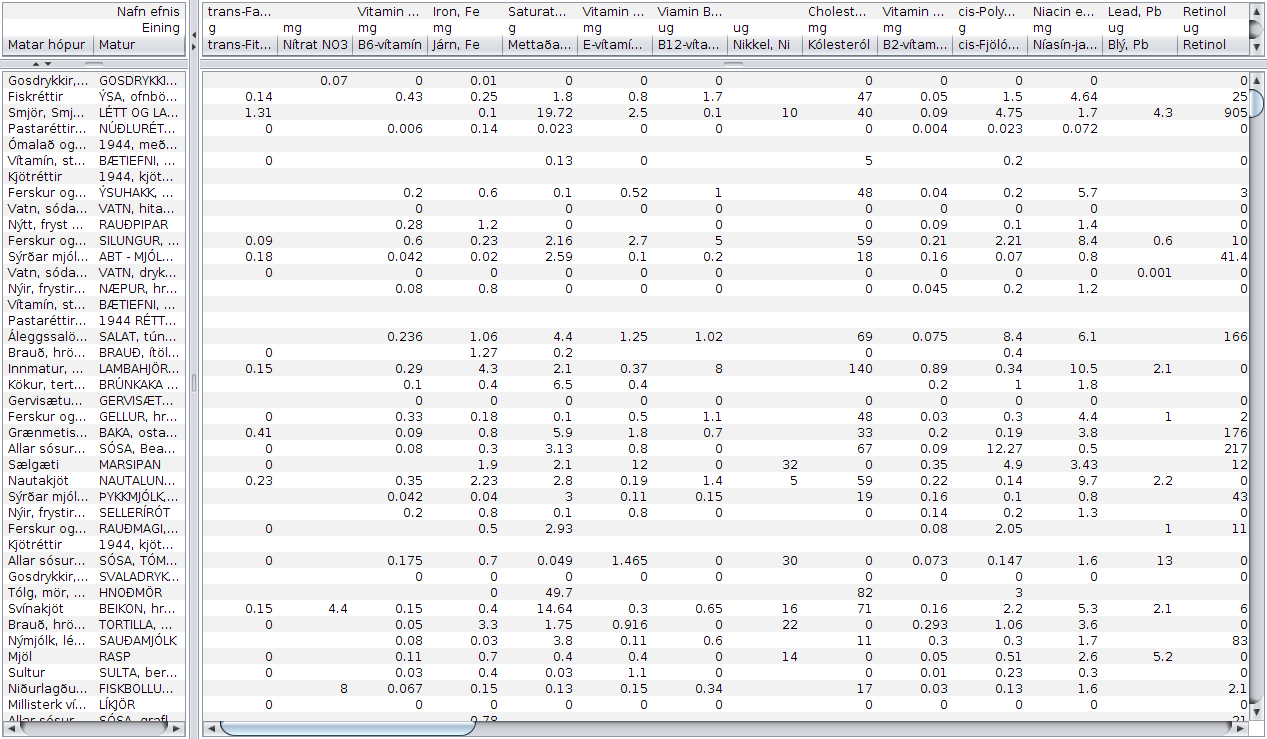 Nafn efnis trans-Fa... Vitamin ... Iron, Fe Saturat... Vitamin ... Viamin B... Cholest... Vitamin ... cis-Poly... Niacin e... Lead, Pb Retinol
Eining g mg mg mg g mg ug ug mg mg g mg ug ug
Matar hópur Matur trans-Fit... Nítrat NO3 B6-vítamín Járn, Fe Mettaða... E-vítamí... B12-víta... Nikkel, Ni Kólesteról B2-vítam... cis-Fjöló... Níasín-ja... Blý, Pb Retinol
Gosdrykkir,... GOSDRYKKI... 0.07 0 0.01 0 0 0 0 0 0 0 0
Fiskréttir ÝSA, ofnbö... 0.14 0.43 0.25 1.8 0.8 1.7 47 0.05 1.5 4.64 25
Smjör, Smj... LÉTT OG LA... 1.31 0.1 19.72 2.5 0.1 10 40 0.09 4.75 1.7 4.3 905
Pastaréttir... NÚÐLURÉT... 0 0.006 0.14 0.023 0 0 0 0.004 0.023 0.072 0
Ómalað og... 1944, með...
Vítamín, st... BÆTIEFNI, ... 0 0.13 0 5 0.2 0
Kjötréttir 1944, kjöt...
Ferskur og... ÝSUHAKK, ... 0.2 0.6 0.1 0.52 1 48 0.04 0.2 5.7 3
Vatn, sóda... VATN, hita... 0 0 0 0 0 0 0 0 0
Nýtt, fryst ... RAUÐPIPAR 0.28 1.2 0 0 0 0.09 0.1 1.4 0
Ferskur og... SILUNGUR, ... 0.09 0.6 0.23 2.16 2.7 5 59 0.21 2.21 8.4 0.6 10
Sýrðar mjól... ABT - MJÓL... 0.18 0.042 0.02 2.59 0.1 0.2 18 0.16 0.07 0.8 41.4
Vatn, sóda... VATN, dryk... 0 0 0 0 0 0 0 0 0 0 0.001 0
Nýir, frystir... NÆPUR, hr... 0.08 0.8 0 0 0 0 0.045 0.2 1.2 0
Vítamín, st... BÆTIEFNI, ...
Pastaréttir... 1944 RÉTT...
Áleggssalö... SALAT, tún... 0.236 1.06 4.4 1.25 1.02 69 0.075 8.4 6.1 166
Brauð, hrö... BRAUÐ, ítöl... 0 1.27 0.2 0 0.4
Innmatur, ... LAMBAHJÖR... 0.15 0.29 4.3 2.1 0.37 8 140 0.89 0.34 10.5 2.1 0
Kökur, tert... BRÚNKAKA ... 0.1 0.4 6.5 0.4 0.2 1 1.8
Gervisætu... GERVISÆT... 0 0 0 0 0 0 0 0 0 0
Ferskur og... GELLUR, hr... 0 0.33 0.18 0.1 0.5 1.1 48 0.03 0.3 4.4 1 2
Grænmetis... BAKA, osta... 0.41 0.09 0.8 5.9 1.8 0.7 33 0.2 0.19 3.8 176
Allar sósur... SÓSA, Bea... 0 0.08 0.3 3.13 0.8 0 67 0.09 12.27 0.5 217
Sælgæti MARSIPAN 0 1.9 2.1 12 0 32 0 0.35 4.9 3.43 12
Nautakjöt NAUTALUN... 0.23 0.35 2.23 2.8 0.19 1.4 5 59 0.22 0.14 9.7 2.2 0
Sýrðar mjól... ÞYKKMJÓLK,... 0.042 0.04 3 0.11 0.15 19 0.16 0.1 0.8 43
Nýir, frystir... SELLERÍRÓT 0.2 0.8 0.1 0.8 0 0 0.14 0.2 1.3 0
Ferskur og... RAUÐMAGI,... 0 0.5 2.93 0.08 2.05 1 11
Kjötréttir 1944, kjöt...
Allar sósur... SÓSA, TÓM... 0 0.175 0.7 0.049 1.465 0 30 0 0.073 0.147 1.6 13 0
Gosdrykkir,... SVALADRYK... 0 0 0 0 0 0 0 0 0 0
Tólg, mör, ... HNOÐMÖR 0 49.7 82 3
Svínakjöt BEIKON, hr... 0.15 4.4 0.15 0.4 14.64 0.3 0.65 16 71 0.16 2.2 5.3 2.1 6
Brauð, hrö... TORTILLA, ... 0 0.05 3.3 1.75 0.916 0 22 0 0.293 1.06 3.6 0
Nýmjólk, lé... SAUÐAMJÓLK 0.08 0.03 3.8 0.11 0.6 11 0.3 0.3 1.7 83
Mjöl RASP 0 0.11 0.7 0.4 0.4 0 14 0 0.05 0.51 2.6 5.2 0
Sultur SULTA, ber... 0 0.03 0.4 0.03 1.1 0 0 0.01 0.23 0.3 0
Niðurlagðu... FISKBOLLU... 8 0.067 0.15 0.13 0.15 0.34 17 0.03 0.13 1.6 2.1
Millisterk ví... LÍKJÖR 0 0 0 0 0 0 0 0 0 0 0
Allar sósur... SÓSA, grafl... 0.78 21